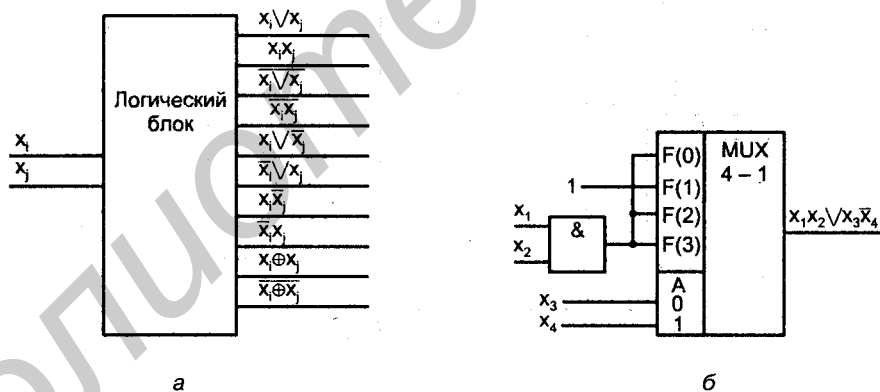 Логический
блок
xᵢ
xⱼ
xᵢ∨xⱼ
xᵢxⱼ
x̅ᵢ̅∨̅x̅ⱼ̅
x̅ᵢ̅x̅ⱼ̅
xᵢ∨x̅ⱼ
x̅ᵢ∨xⱼ
xᵢx̅ⱼ
x̅ᵢxⱼ
xᵢ⊕xⱼ
x̅ᵢ̅⊕̅x̅ⱼ̅
а
x₁
x₂
&
1
F(0)
F(1)
F(2)
F(3)
MUX
4 – 1
A
x₃ 0
x₄ 1
x₁x₂∨x₃x̅₄
б